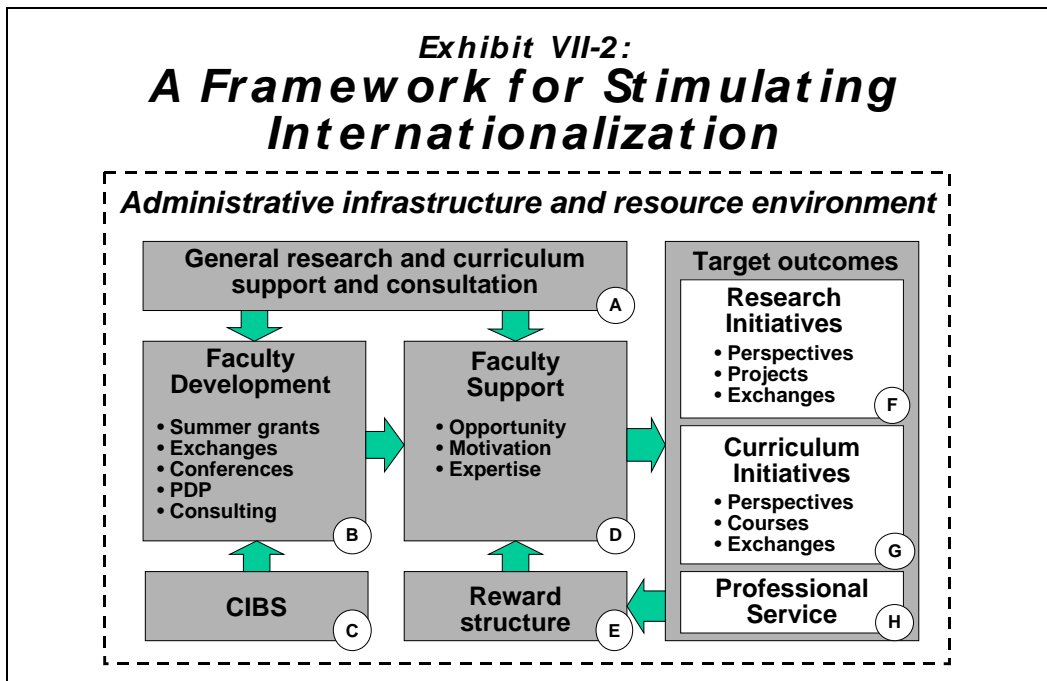 Exhibit VII-2:
A Framework for Stimulating
Internationalization
Administrative infrastructure and resource environment
General research and curriculum
support and consultation
A
Faculty
Development
• Summer grants
• Exchanges
• Conferences
• PDP
• Consulting
B
CIBS
C
Faculty
Support
• Opportunity
• Motivation
• Expertise
D
Reward
structure
E
Target outcomes
Research
Initiatives
• Perspectives
• Projects
• Exchanges
F
Curriculum
Initiatives
• Perspectives
• Courses
• Exchanges
G
Professional
Service
H